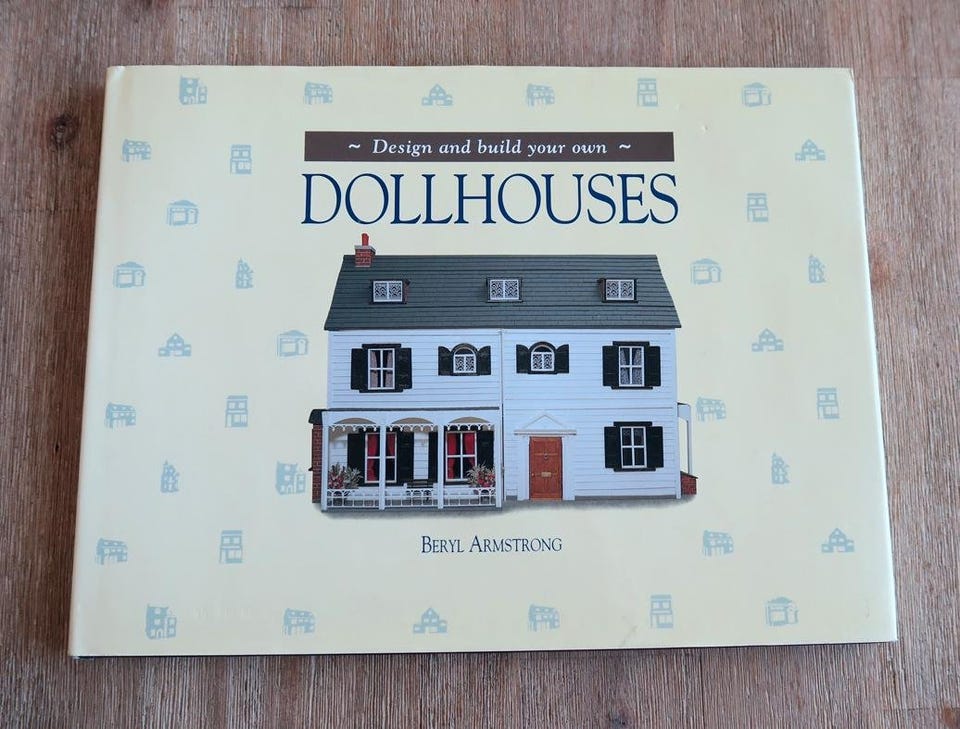 ~ Design and build your own ~
DOLLHOUSES
BERYL ARMSTRONG